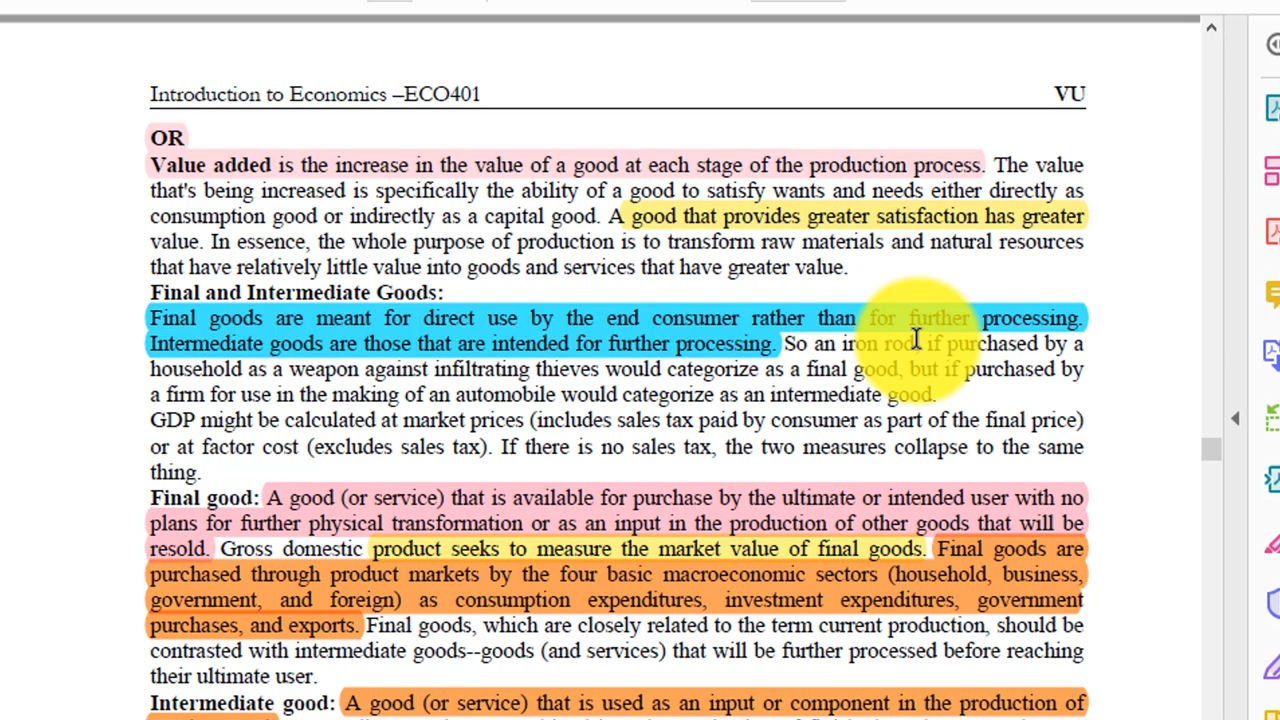 Introduction to Economics –ECO401 VU
OR
Value added is the increase in the value of a good at each stage of the production process. The value
that's being increased is specifically the ability of a good to satisfy wants and needs either directly as
consumption good or indirectly as a capital good. A good that provides greater satisfaction has greater
value. In essence, the whole purpose of production is to transform raw materials and natural resources
that have relatively little value into goods and services that have greater value.
Final and Intermediate Goods:
Final goods are meant for direct use by the end consumer rather than for further processing.
Intermediate goods are those that are intended for further processing. So an iron rod, if purchased by a
household as a weapon against infiltrating thieves would categorize as a final good, but if purchased by
a firm for use in the making of an automobile would categorize as an intermediate good.
GDP might be calculated at market prices (includes sales tax paid by consumer as part of the final price)
or at factor cost (excludes sales tax). If there is no sales tax, the two measures collapse to the same
thing.
Final good: A good (or service) that is available for purchase by the ultimate or intended user with no
plans for further physical transformation or as an input in the production of other goods that will be
resold. Gross domestic product seeks to measure the market value of final goods. Final goods are
purchased through product markets by the four basic macroeconomic sectors (household, business,
government, and foreign) as consumption expenditures, investment expenditures, government
purchases, and exports. Final goods, which are closely related to the term current production, should be
contrasted with intermediate goods--goods (and services) that will be further processed before reaching
their ultimate user.
Intermediate good: A good (or service) that is used as an input or component in the production of